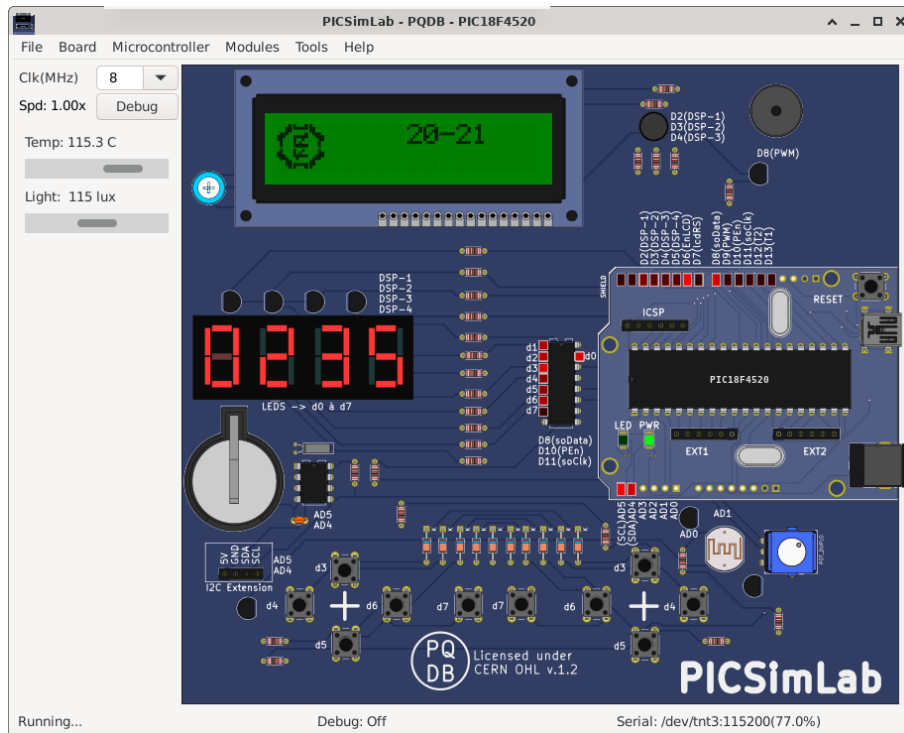 PICSimLab - PQDB - PIC18F4520
File Board Microcontroller Modules Tools Help
Clk(MHz) 8
Spd: 1.00x Debug
Temp: 115.3 C
Light: 115 lux
20-21
D2(DSP-1)
D3(DSP-2)
D4(DSP-3)
D8(PWM)
D2(DSP-1)
D3(DSP-2)
D4(DSP-3)
D5(DSP-4)
D6(EnLCD)
D7(lcdRS)
D8(soData)
D9(PWM)
D10(PEn)
D11(soClk)
D12(T2)
D13(T1)
SHIELD
ICSP
RESET
DSP-1
DSP-2
DSP-3
DSP-4
0235
LEDS -> d0 à d7
d1
d2
d3
d4
d5
d6
d7
d0
PIC18F4520
LED PWR
EXT1
EXT2
D8(soData)
D10(PEn)
D11(soClk)
AD5
AD4
(SCL)AD5
(SDA)AD4
AD3
AD2
AD1
AD0
AD0
AD1
5V
GND
SDA
SCL
AD5
AD4
I2C Extension
K K K K K K K K K
d3
d4
d6
d5
d7
d7
d3
d6
d4
d5
PQ
DB
Licensed under
CERN OHL v.1.2
PICSimLab
Running... Debug: Off Serial: /dev/tnt3:115200(77.0%)